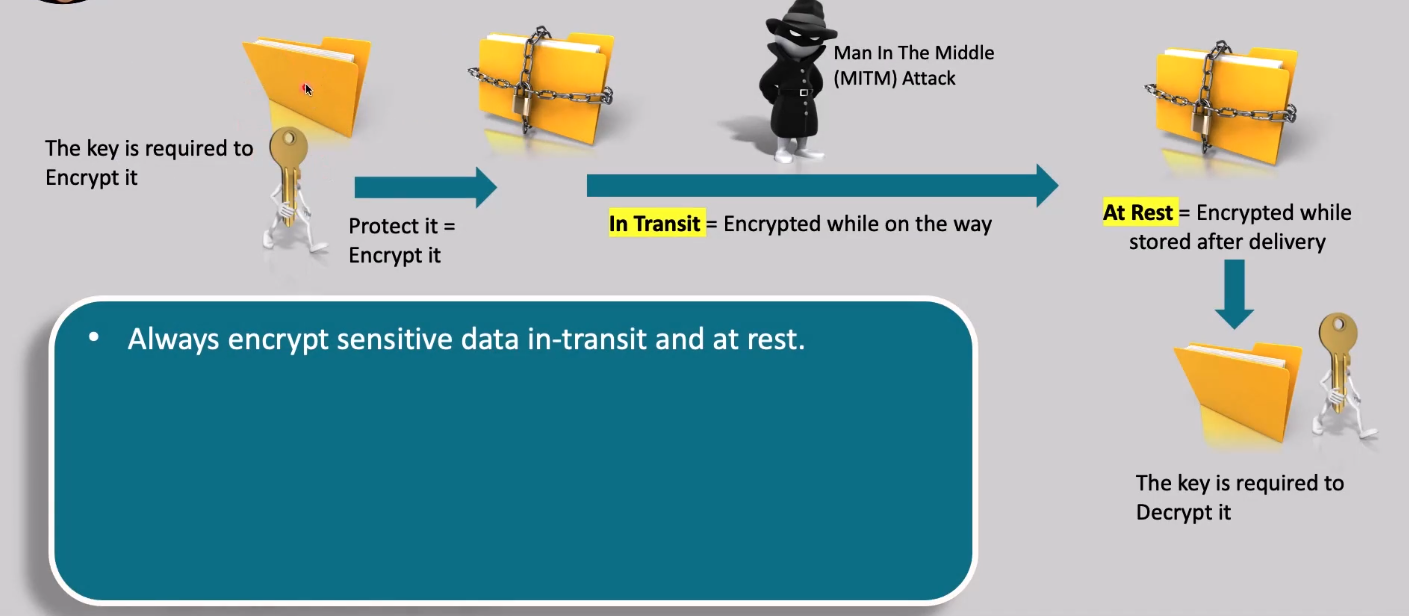 Man In The Middle
(MITM) Attack
The key is required to
Encrypt it
Protect it =
Encrypt it
In Transit = Encrypted while on the way
At Rest = Encrypted while
stored after delivery
• Always encrypt sensitive data in-transit and at rest.
The key is required to
Decrypt it